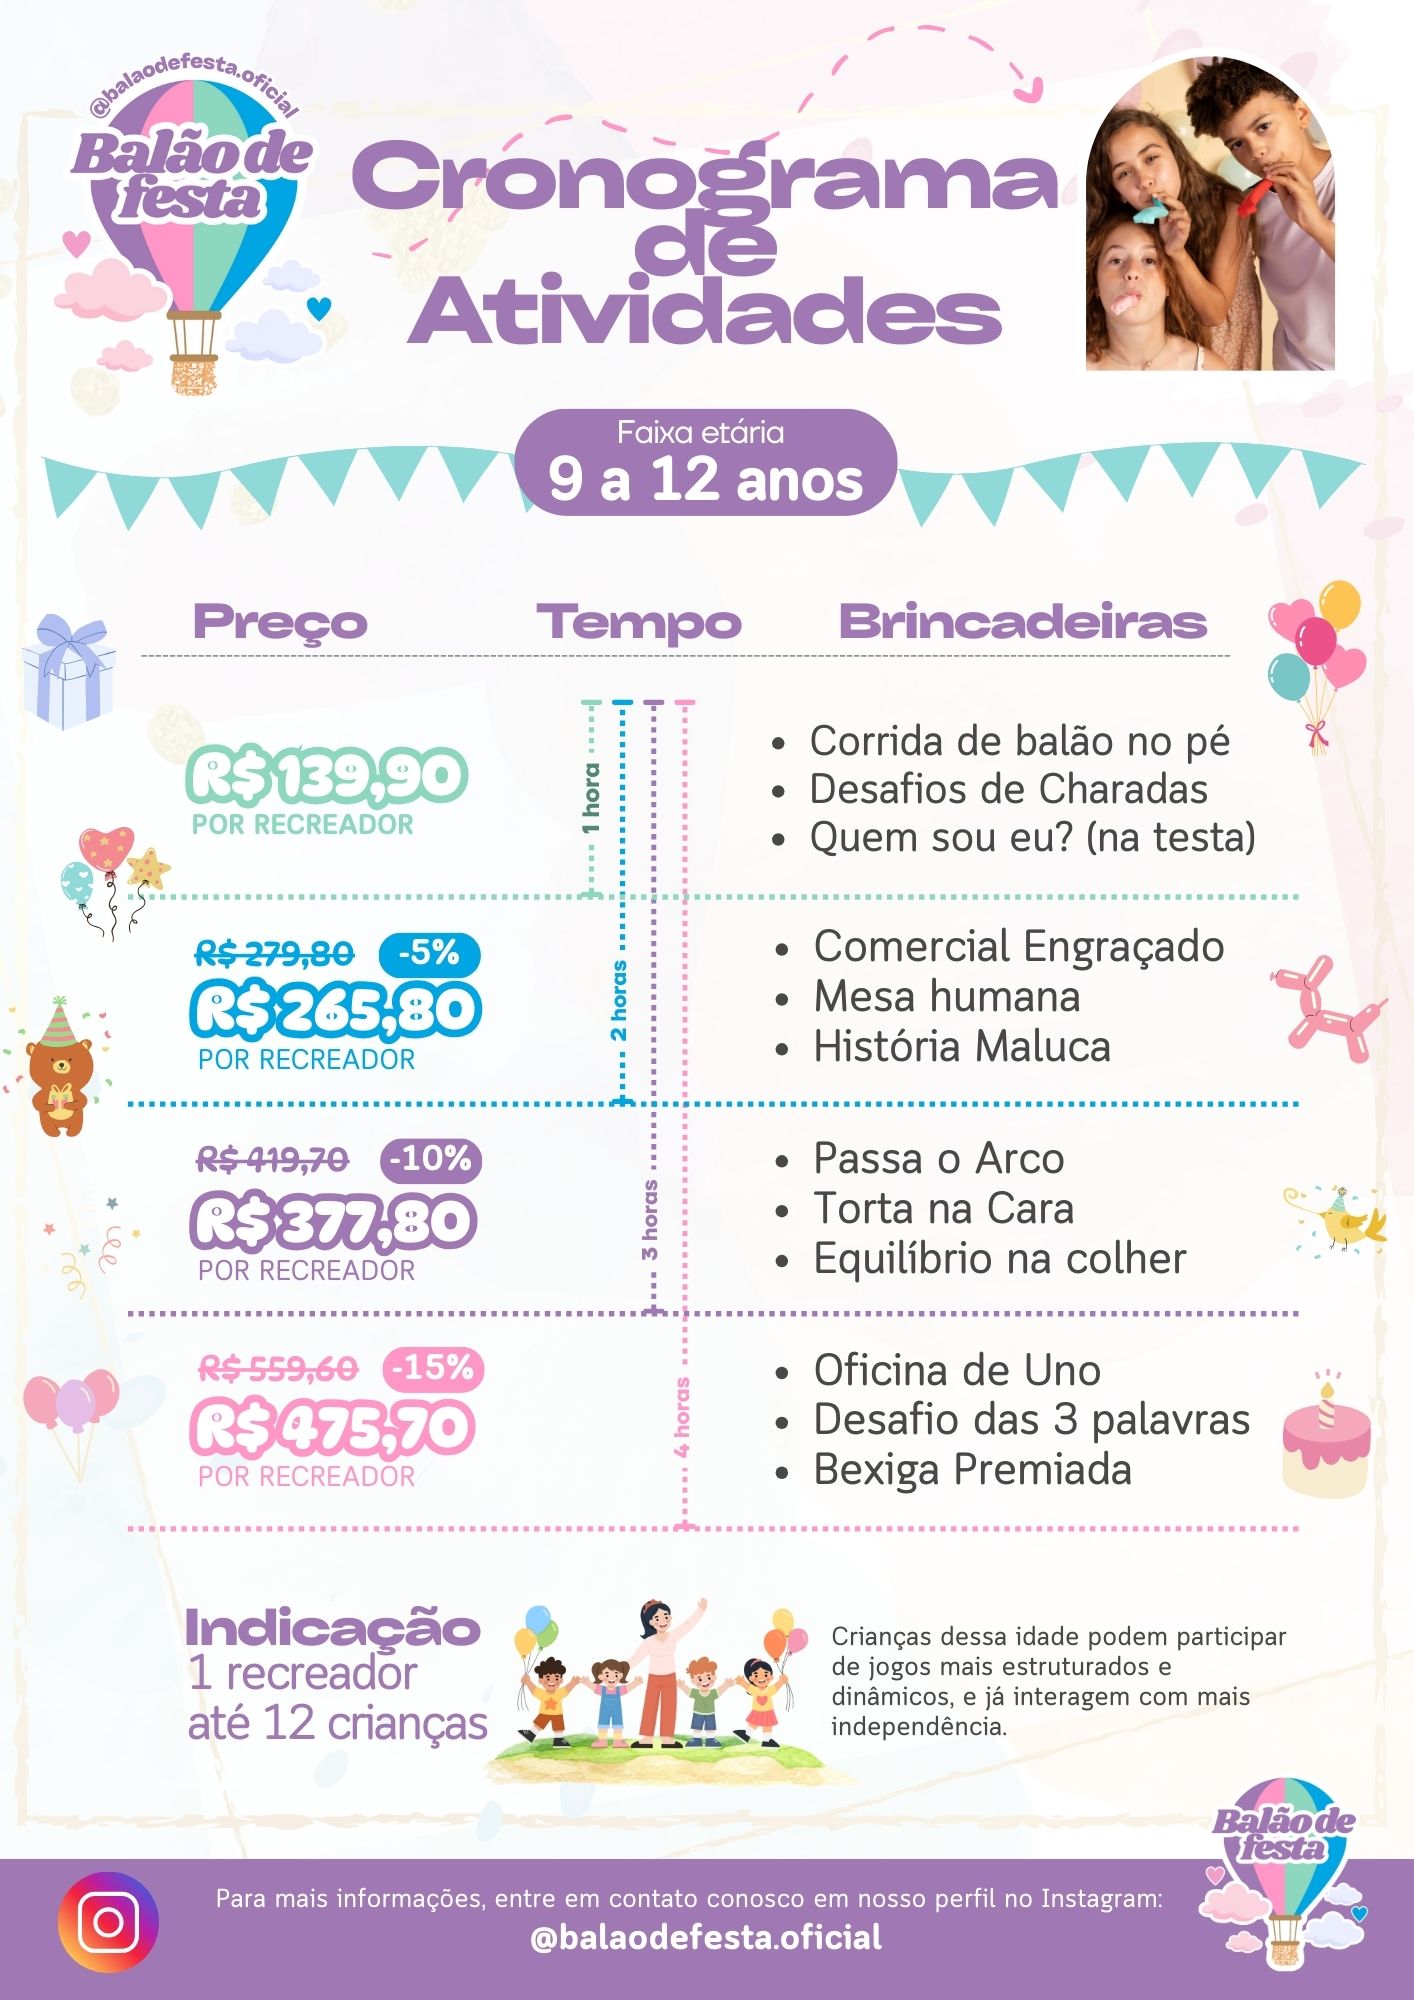 @balaodefesta.oficial
Balão de
festa
Cronograma
de
Atividades
Faixa etária
9 a 12 anos
Preço Tempo Brincadeiras
R$ 139,90
POR RECREADOR
1 hora
• Corrida de balão no pé
• Desafios de Charadas
• Quem sou eu? (na testa)
R$ 279,80 -5%
R$ 265,80
POR RECREADOR
2 horas
• Comercial Engraçado
• Mesa humana
• História Maluca
R$ 419,70 -10%
R$ 377,80
POR RECREADOR
3 horas
• Passa o Arco
• Torta na Cara
• Equilíbrio na colher
R$ 559,60 -15%
R$ 475,70
POR RECREADOR
4 horas
• Oficina de Uno
• Desafio das 3 palavras
• Bexiga Premiada
Indicação
1 recreador
até 12 crianças
Crianças dessa idade podem participar
de jogos mais estruturados e
dinâmicos, e já interagem com mais
independência.
Balão de
festa
Para mais informações, entre em contato conosco em nosso perfil no Instagram:
@balaodefesta.oficial